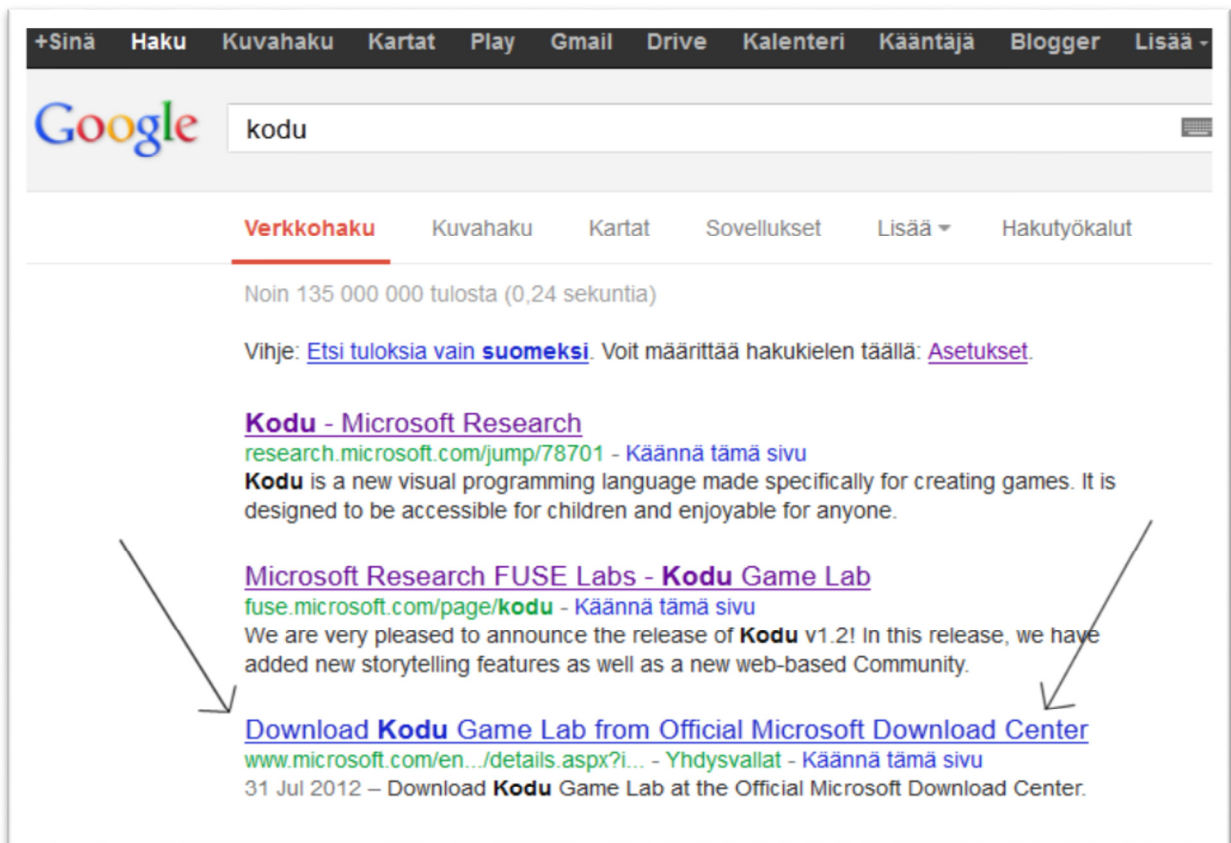 +Sinä Haku Kuvahaku Kartat Play Gmail Drive Kalenteri Kääntäjä Blogger Lisää
Google kodu
Verkkohaku Kuvahaku Kartat Sovellukset Lisää Hakutyökalut
Noin 135 000 000 tulosta (0,24 sekuntia)
Vihje: Etsi tuloksia vain suomeksi. Voit määrittää hakukielen täällä: Asetukset.
Kodu - Microsoft Research
research.microsoft.com/jump/78701 - Käännä tämä sivu
Kodu is a new visual programming language made specifically for creating games. It is
designed to be accessible for children and enjoyable for anyone.
Microsoft Research FUSE Labs - Kodu Game Lab
fuse.microsoft.com/page/kodu - Käännä tämä sivu
We are very pleased to announce the release of Kodu v1.2! In this release, we have
added new storytelling features as well as a new web-based Community.
Download Kodu Game Lab from Official Microsoft Download Center
www.microsoft.com/en.../details.aspx?i... - Yhdysvallat - Käännä tämä sivu
31 Jul 2012 – Download Kodu Game Lab at the Official Microsoft Download Center.